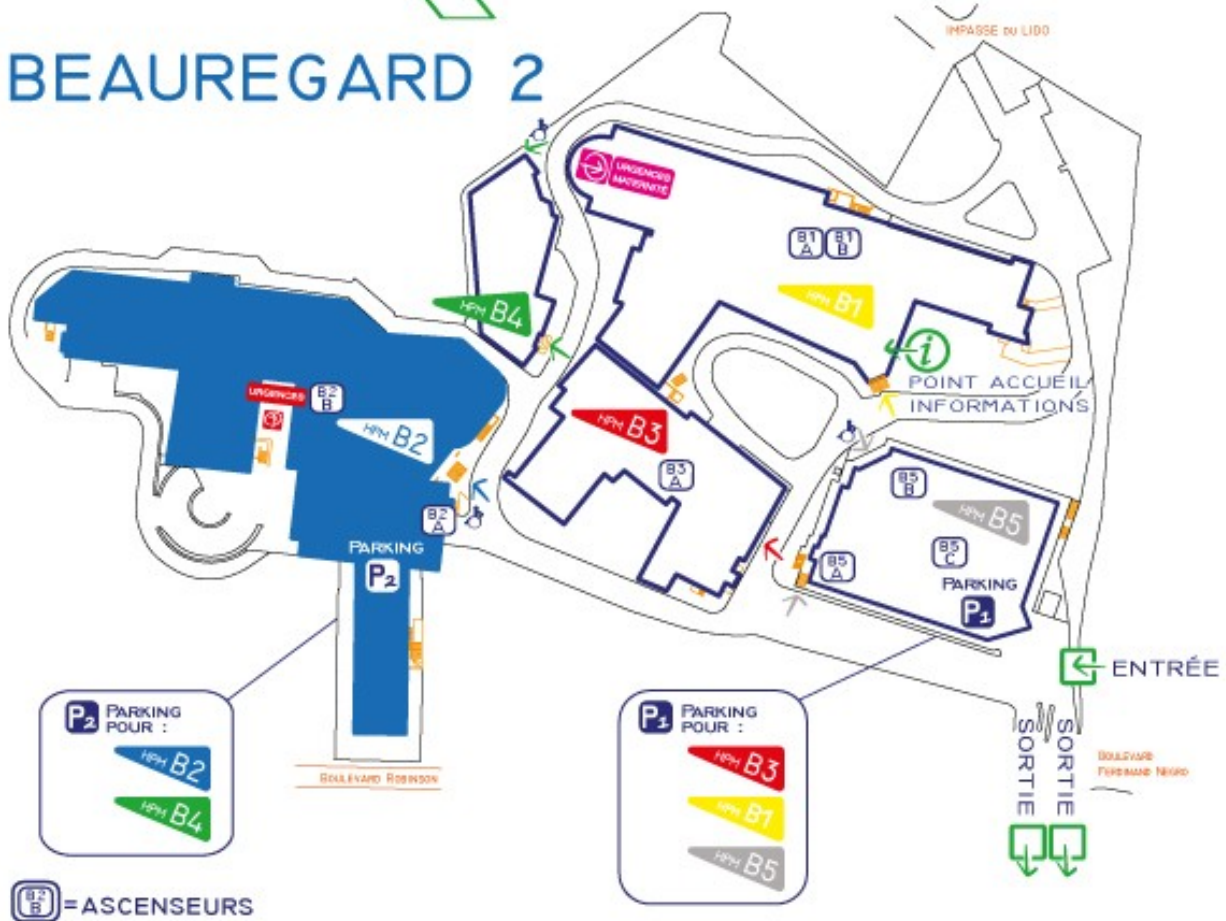 IMPASSE DU LIDO
BEAUREGARD 2
URGENCES
MATERNITÉ
B1
A
B1
B
HPM B1
HPM B4
i
POINT ACCUEIL
INFORMATIONS
URGENCES
B2
B
HPM B2
HPM B3
B3
A
B5
B
HPM B5
B2
A
B5
A
B5
C
PARKING
P2
PARKING
P1
ENTRÉE
P2 PARKING
POUR :
HPM B2
HPM B4
BOULEVARD ROBINSON
P1 PARKING
POUR :
HPM B3
HPM B1
HPM B5
SORTIE
SORTIE
BOULEVARD
FERDINAND NEGRO
B2
B
=ASCENSEURS